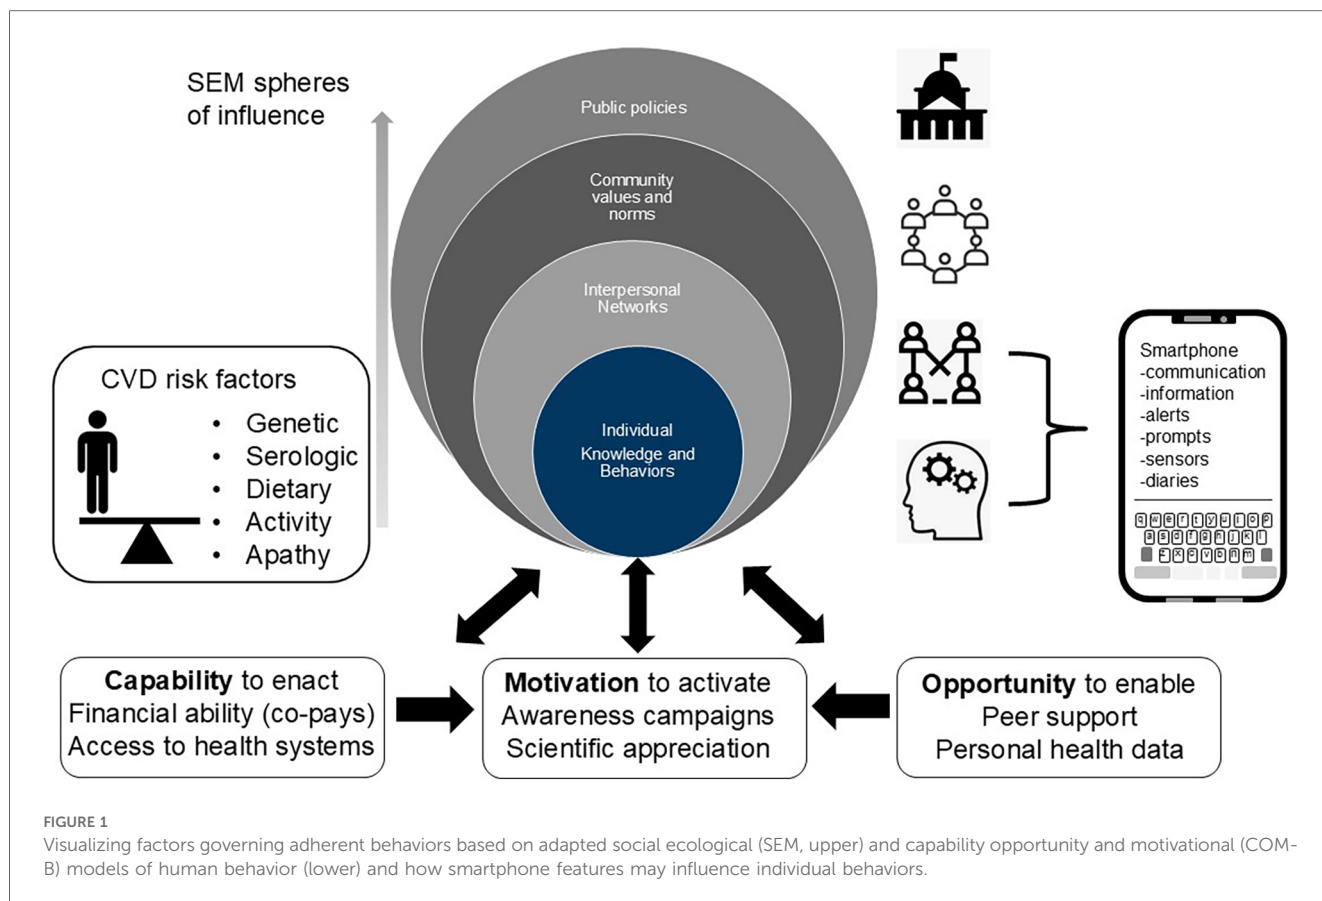 SEM spheres
of influence
Public policies
Community
values and
norms
Interpersonal
Networks
Individual
Knowledge and
Behaviors
CVD risk factors
• Genetic
• Serologic
• Dietary
• Activity
• Apathy
Smartphone
-communication
-information
-alerts
-prompts
-sensors
-diaries
q w e r t y u i o p
a s d f g h j k l
z x c v b n m
Capability to enact
Financial ability (co-pays)
Access to health systems
Motivation to activate
Awareness campaigns
Scientific appreciation
Opportunity to enable
Peer support
Personal health data
FIGURE 1
Visualizing factors governing adherent behaviors based on adapted social ecological (SEM, upper) and capability opportunity and motivational (COM-
B) models of human behavior (lower) and how smartphone features may influence individual behaviors.